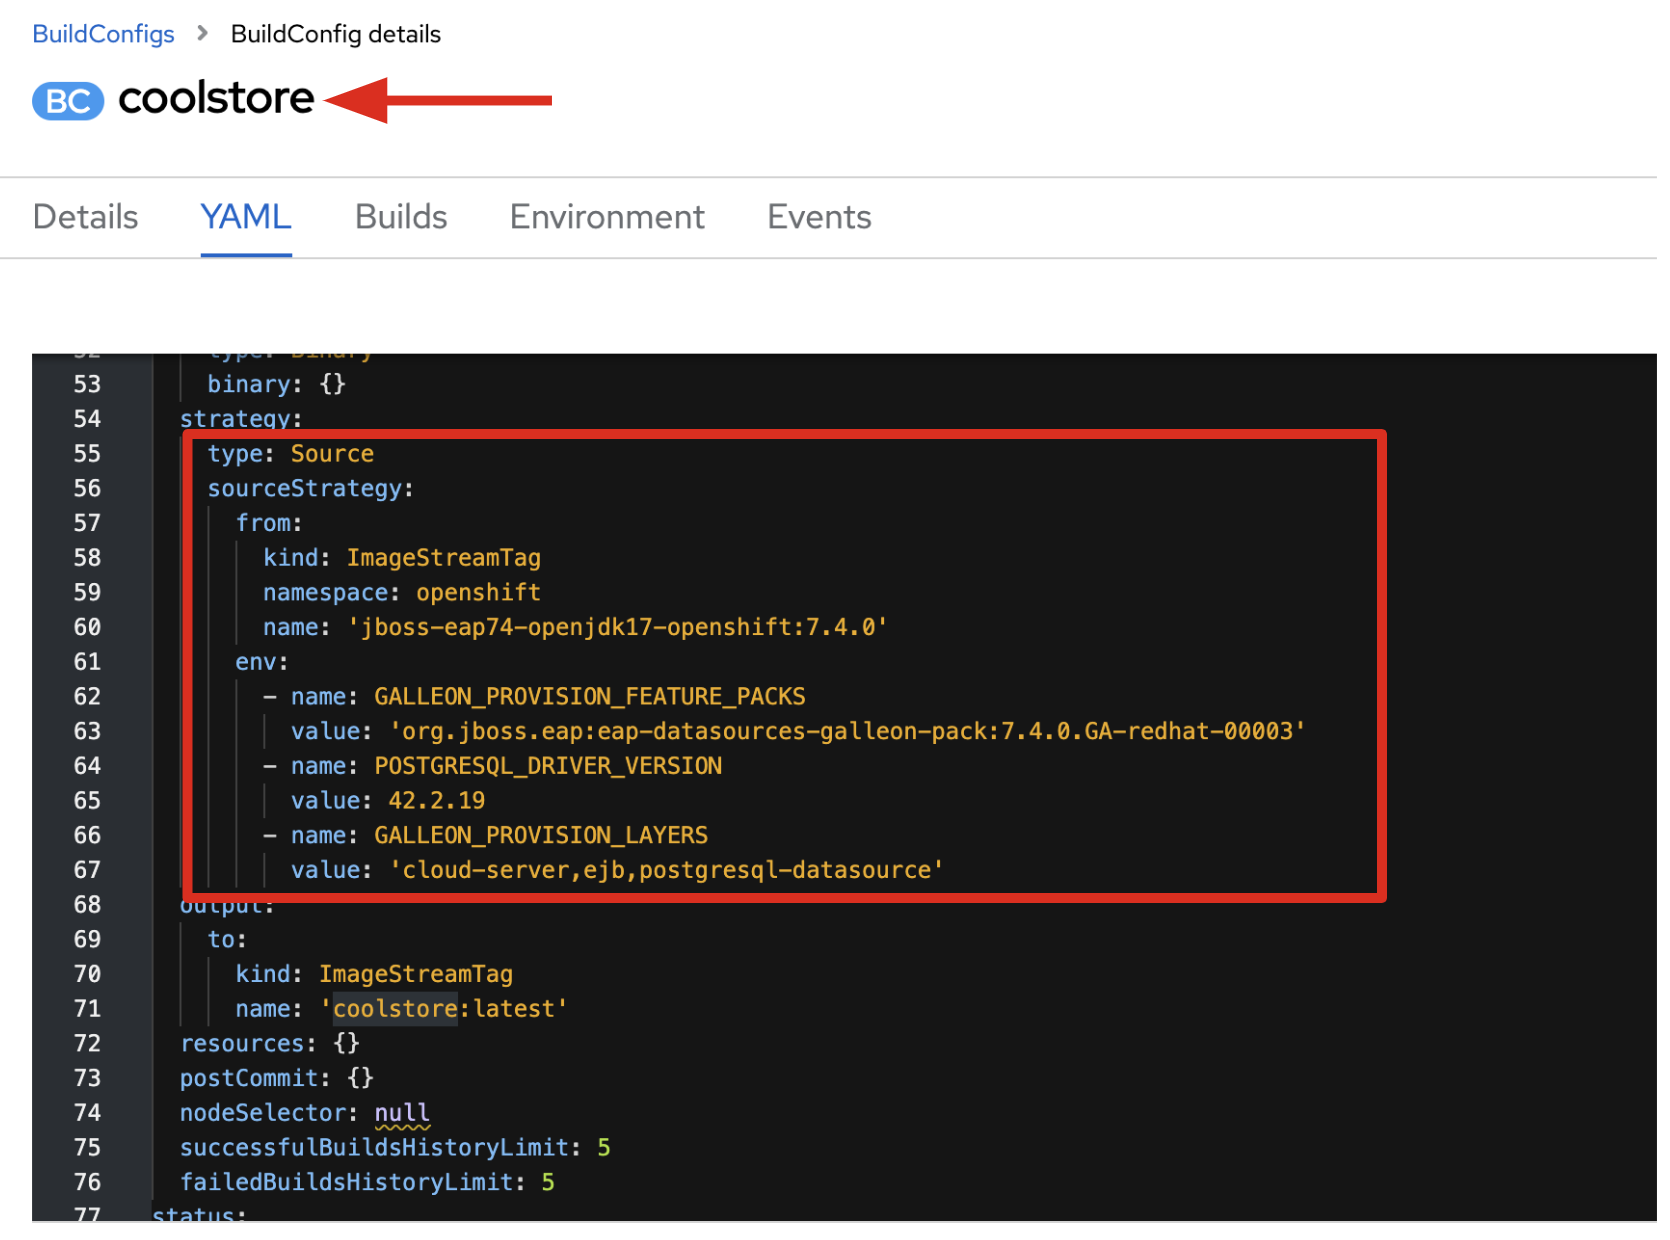 BuildConfigs > BuildConfig details
BC coolstore
Details YAML Builds Environment Events
52 type: Binary
53 binary: {}
54 strategy:
55 type: Source
56 sourceStrategy:
57 from:
58 kind: ImageStreamTag
59 namespace: openshift
60 name: 'jboss-eap74-openjdk17-openshift:7.4.0'
61 env:
62 - name: GALLEON_PROVISION_FEATURE_PACKS
63 value: 'org.jboss.eap:eap-datasources-galleon-pack:7.4.0.GA-redhat-00003'
64 - name: POSTGRESQL_DRIVER_VERSION
65 value: 42.2.19
66 - name: GALLEON_PROVISION_LAYERS
67 value: 'cloud-server,ejb,postgresql-datasource'
68 output:
69 to:
70 kind: ImageStreamTag
71 name: 'coolstore:latest'
72 resources: {}
73 postCommit: {}
74 nodeSelector: null
75 successfulBuildsHistoryLimit: 5
76 failedBuildsHistoryLimit: 5
77 status: